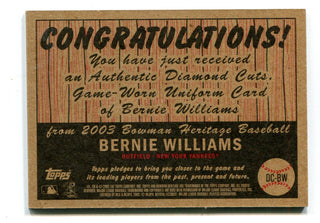 CONGRATULATIONS!
You have just received an
Authentic Diamond Cuts,
Game-Worn Uniform Card
of Bernie Williams
from 2003 Bowman Heritage Baseball
BERNIE WILLIAMS
OUTFIELD / NEW YORK YANKEES
Topps
Topps pledges to bring you closer to the game and
its leading players from the past, present and future.
DC-BW